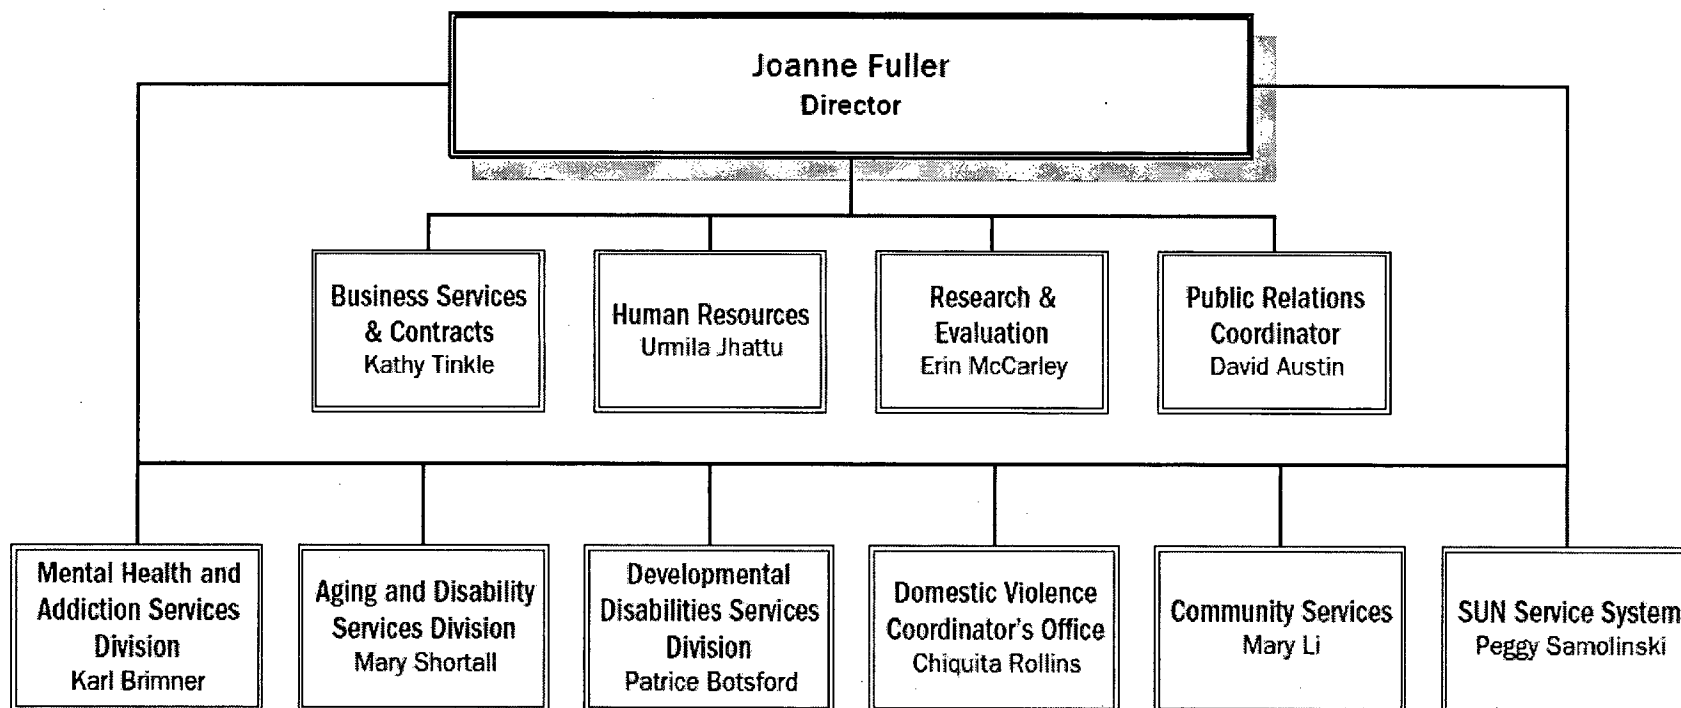 Joanne Fuller
Director
Business Services
& Contracts
Kathy Tinkle
Human Resources
Urmila Jhattu
Research &
Evaluation
Erin McCarley
Public Relations
Coordinator
David Austin
Mental Health and
Addiction Services
Division
Karl Brimner
Aging and Disability
Services Division
Mary Shortall
Developmental
Disabilities Services
Division
Patrice Botsford
Domestic Violence
Coordinator's Office
Chiquita Rollins
Community Services
Mary Li
SUN Service System
Peggy Samolinski